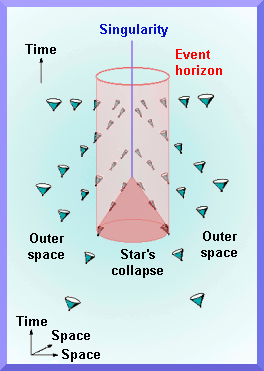 Singularity
Time
Event
horizon
Outer
space
Star's
collapse
Outer
space
Time
Space
Space